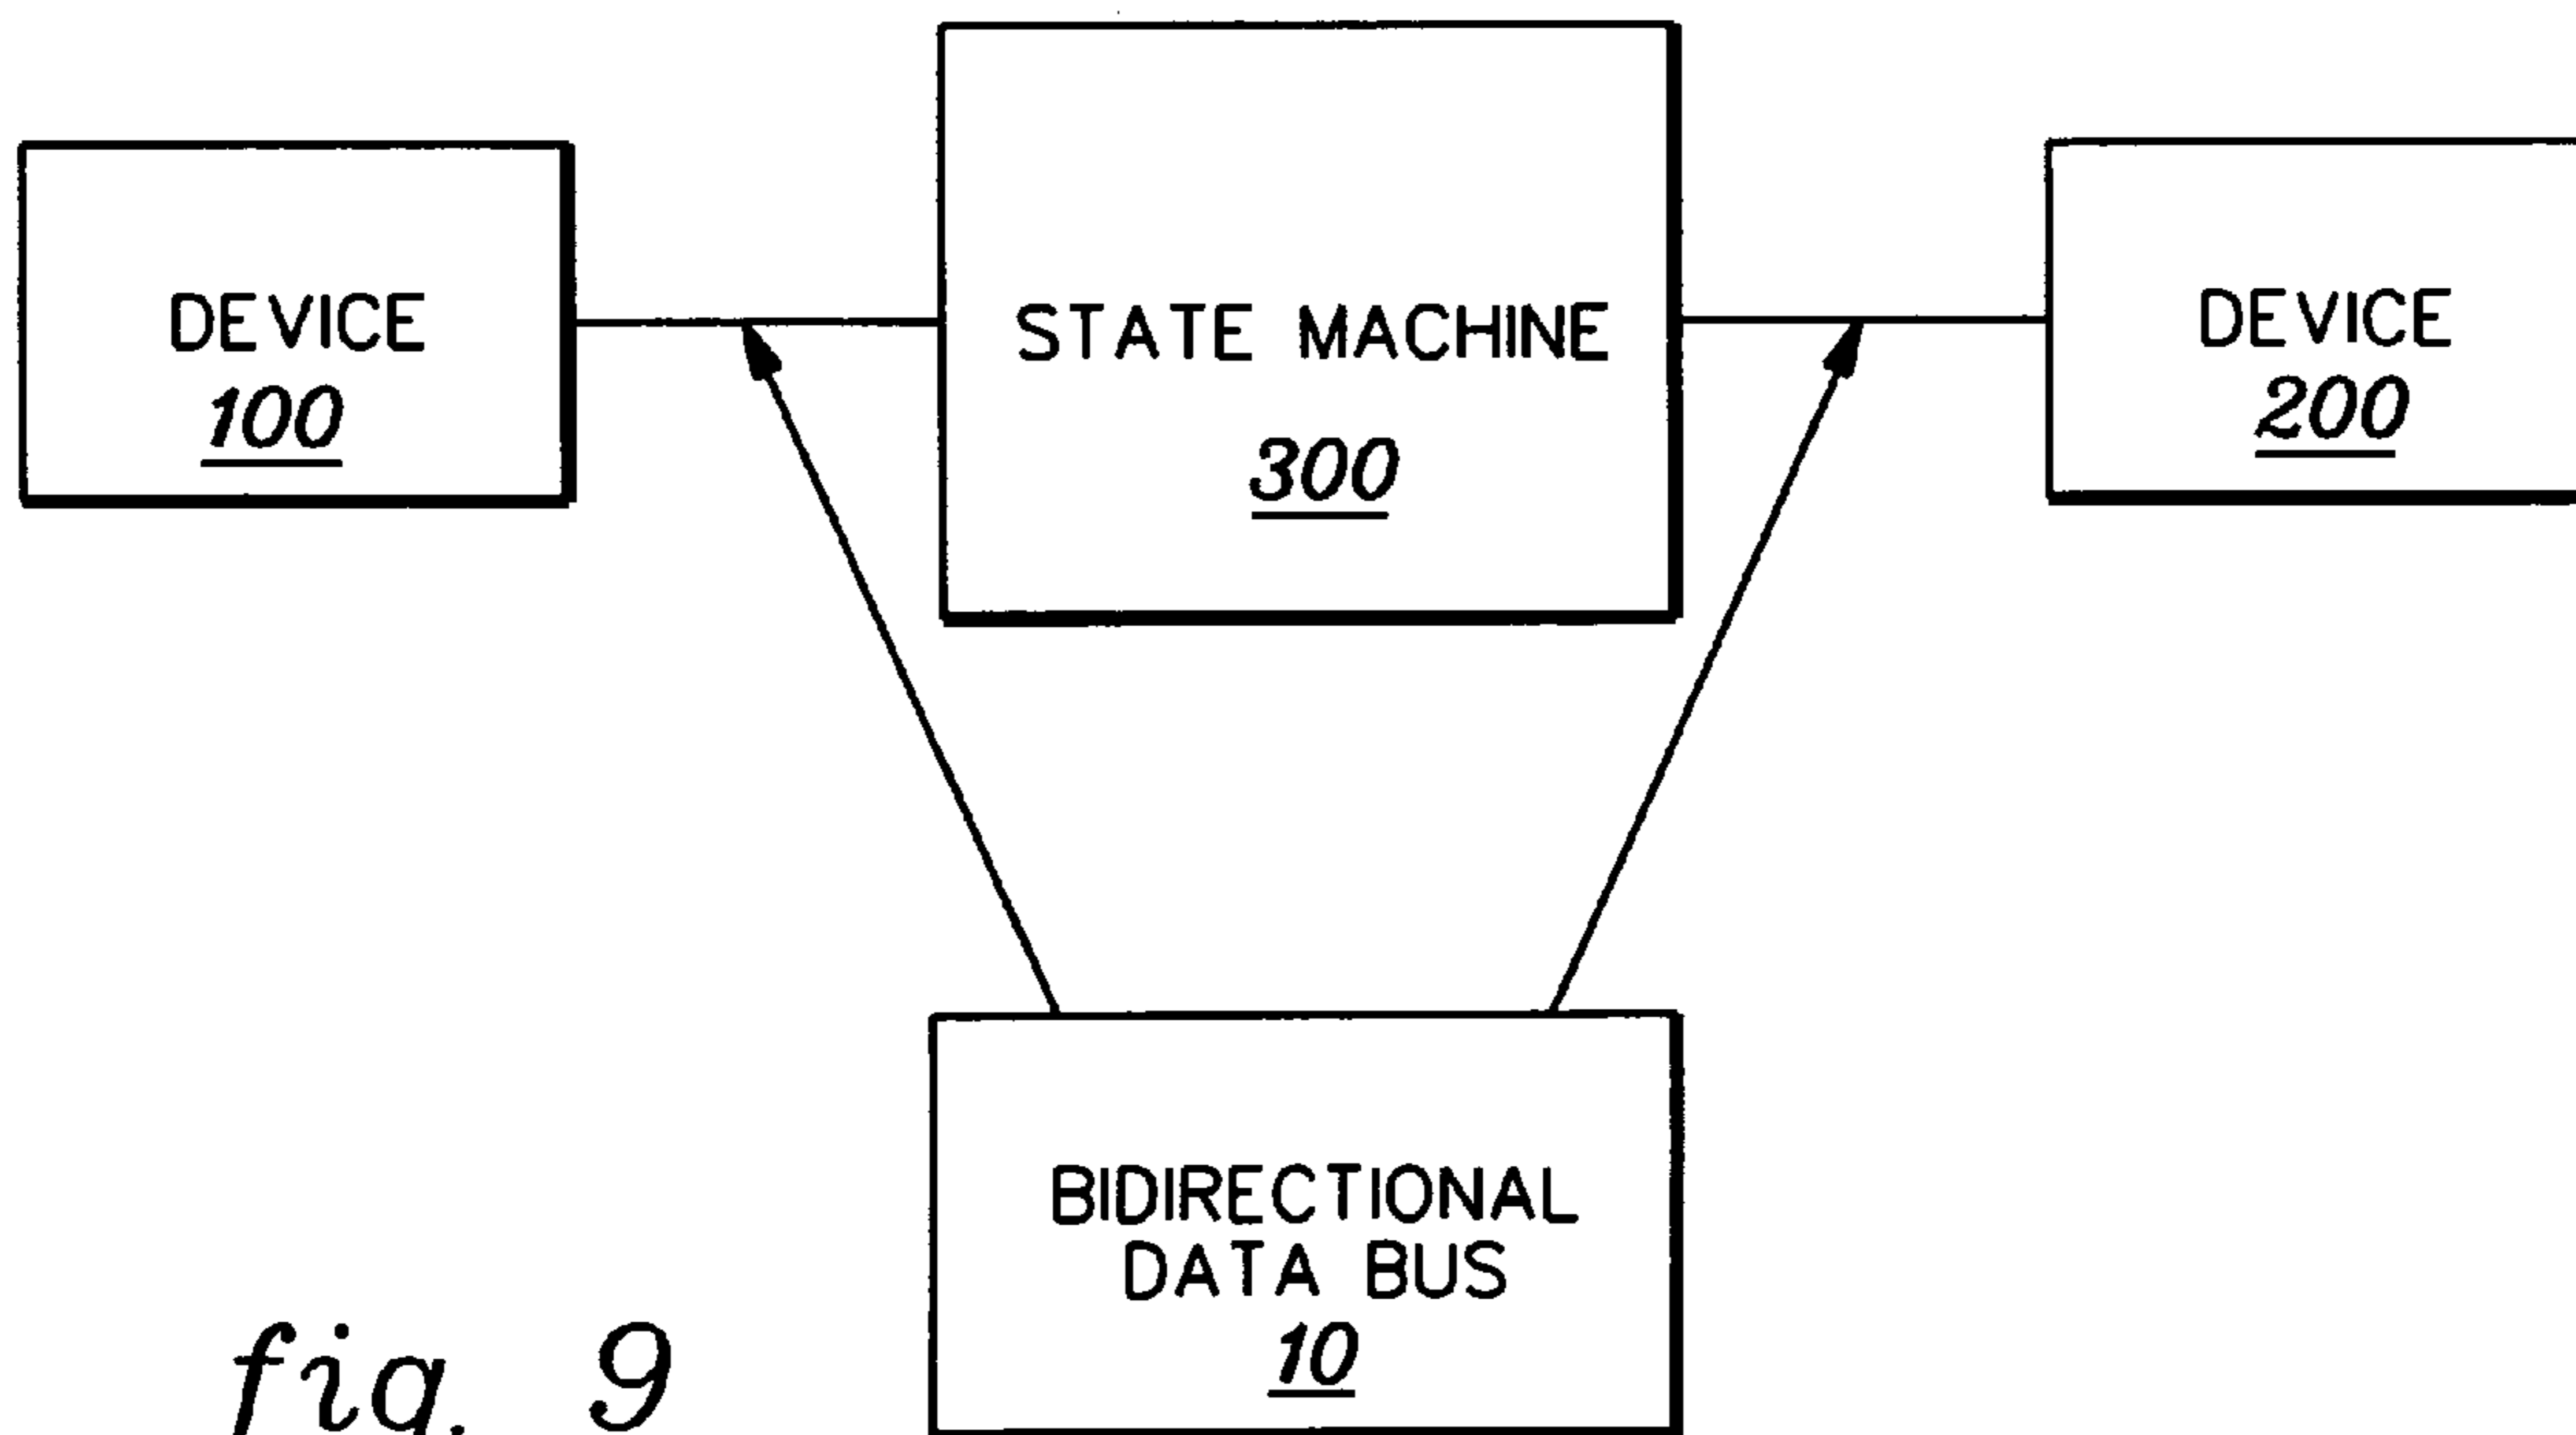 DEVICE
100
STATE MACHINE
300
DEVICE
200
BIDIRECTIONAL
DATA BUS
10
fig. 9